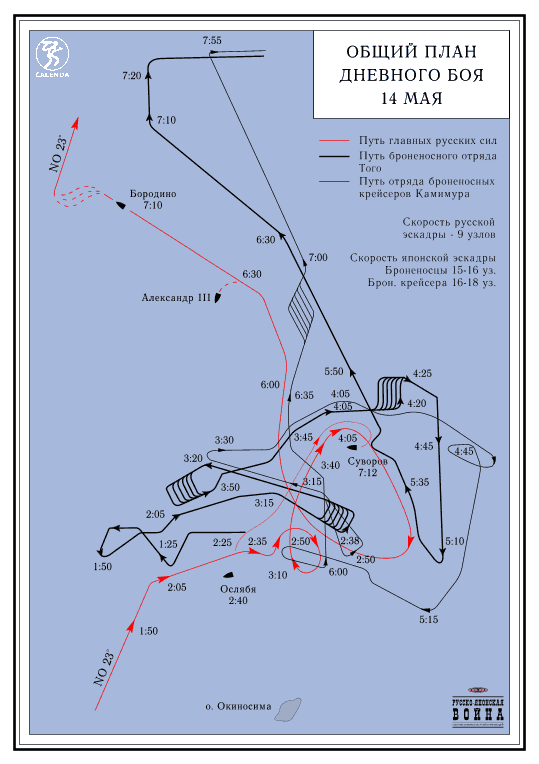 CALENDA
ОБЩИЙ ПЛАН
ДНЕВНОГО БОЯ
14 МАЯ
Путь главных русских сил
Путь броненосного отряда
Того
Путь отряда броненосных
крейсеров Камимура
Скорость русской
эскадры - 9 узлов
Скорость японской эскадры
Броненосцы 15-16 уз.
Брон. крейсера 16-18 уз.
7:55
7:20
7:10
NO 23°
Бородино
7:10
6:30
7:00
6:30
Александр III
5:50
4:25
6:00
6:35
4:05
4:05
4:20
3:30
3:45
4:05
4:45
4:45
3:20
3:40
Суворов
7:12
3:50
3:15
3:15
5:35
2:05
1:25
2:25
2:35
2:50
2:38
2:50
5:10
1:50
2:05
3:10
6:00
Ослябя
2:40
5:15
1:50
NO 23°
о. Окиносима
РУССКО-ЯПОНСКАЯ
ВОЙНА